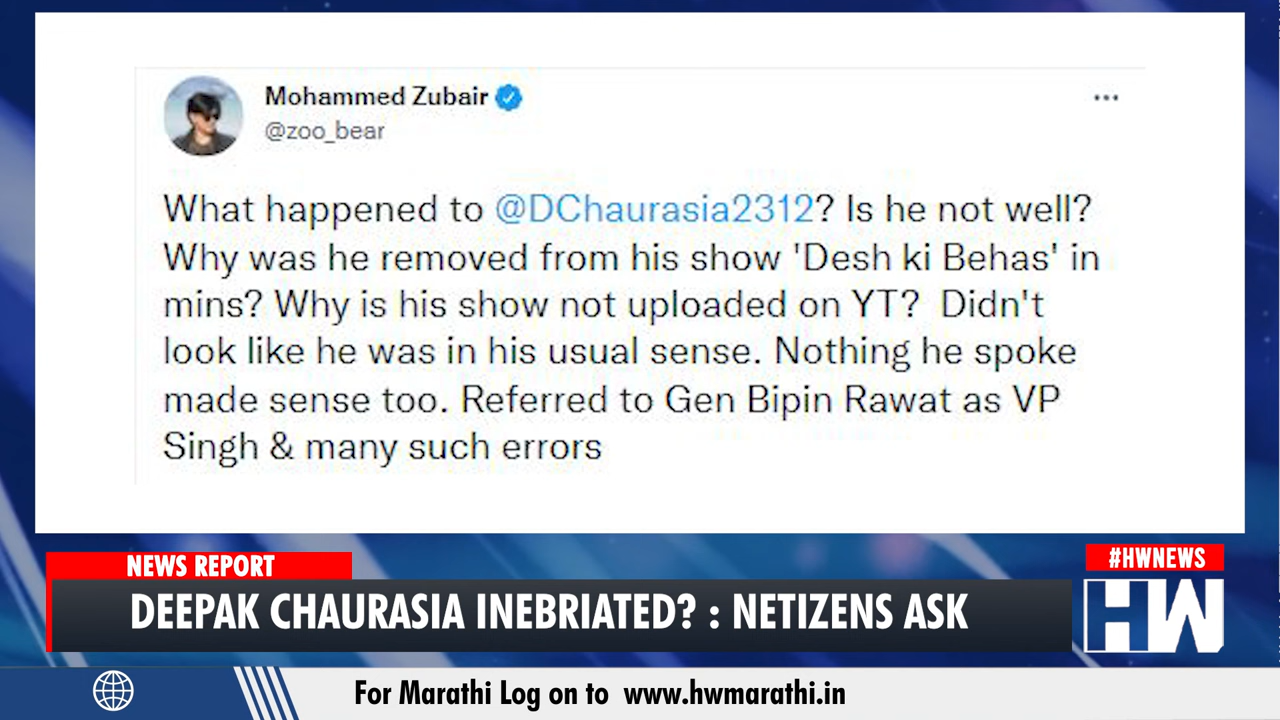 Mohammed Zubair
@zoo_bear
What happened to @DChaurasia2312? Is he not well?
Why was he removed from his show 'Desh ki Behas' in
mins? Why is his show not uploaded on YT? Didn't
look like he was in his usual sense. Nothing he spoke
made sense too. Referred to Gen Bipin Rawat as VP
Singh & many such errors
NEWS REPORT
#HWNEWS
DEEPAK CHAURASIA INEBRIATED? : NETIZENS ASK
HW
For Marathi Log on to www.hwmarathi.in